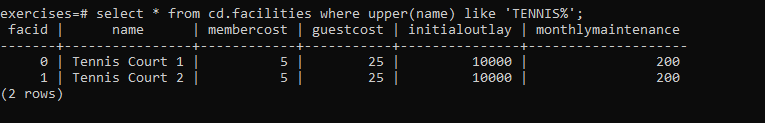 exercises=# select * from cd.facilities where upper(name) like 'TENNIS%';
 facid |      name      | membercost | guestcost | initialoutlay | monthlymaintenance
-------+----------------+------------+-----------+---------------+--------------------
     0 | Tennis Court 1 |          5 |        25 |         10000 |                200
     1 | Tennis Court 2 |          5 |        25 |         10000 |                200
(2 rows)